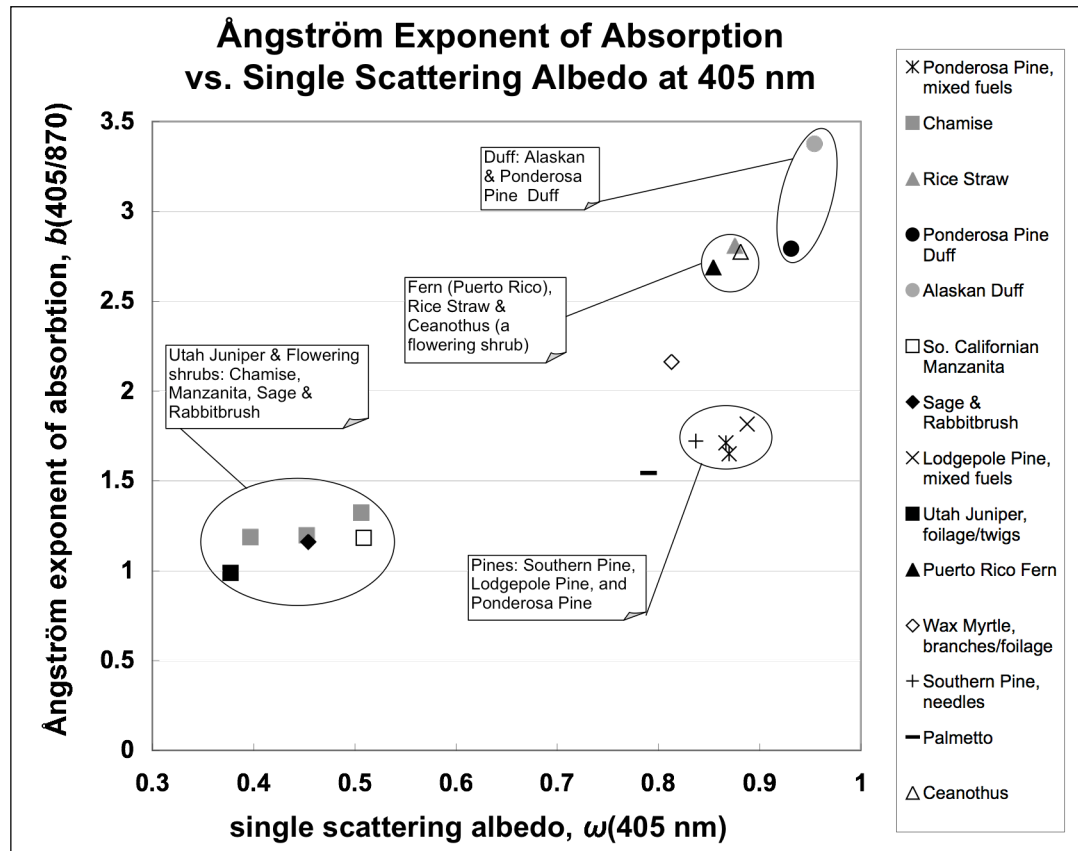 Ångström Exponent of Absorption
vs. Single Scattering Albedo at 405 nm
Ångström exponent of absorbtion, b(405/870)
3.5
3
2.5
2
1.5
1
0.5
0
0.3
0.4
0.5
0.6
0.7
0.8
0.9
1
single scattering albedo, ω(405 nm)
Duff: Alaskan
& Ponderosa
Pine Duff
Fern (Puerto Rico),
Rice Straw &
Ceanothus (a
flowering shrub)
Utah Juniper & Flowering
shrubs: Chamise,
Manzanita, Sage &
Rabbitbrush
Pines: Southern Pine,
Lodgepole Pine, and
Ponderosa Pine
Ponderosa Pine,
mixed fuels
Chamise
Rice Straw
Ponderosa Pine
Duff
Alaskan Duff
So. Californian
Manzanita
Sage &
Rabbitbrush
Lodgepole Pine,
mixed fuels
Utah Juniper,
foilage/twigs
Puerto Rico Fern
Wax Myrtle,
branches/foilage
Southern Pine,
needles
Palmetto
Ceanothus